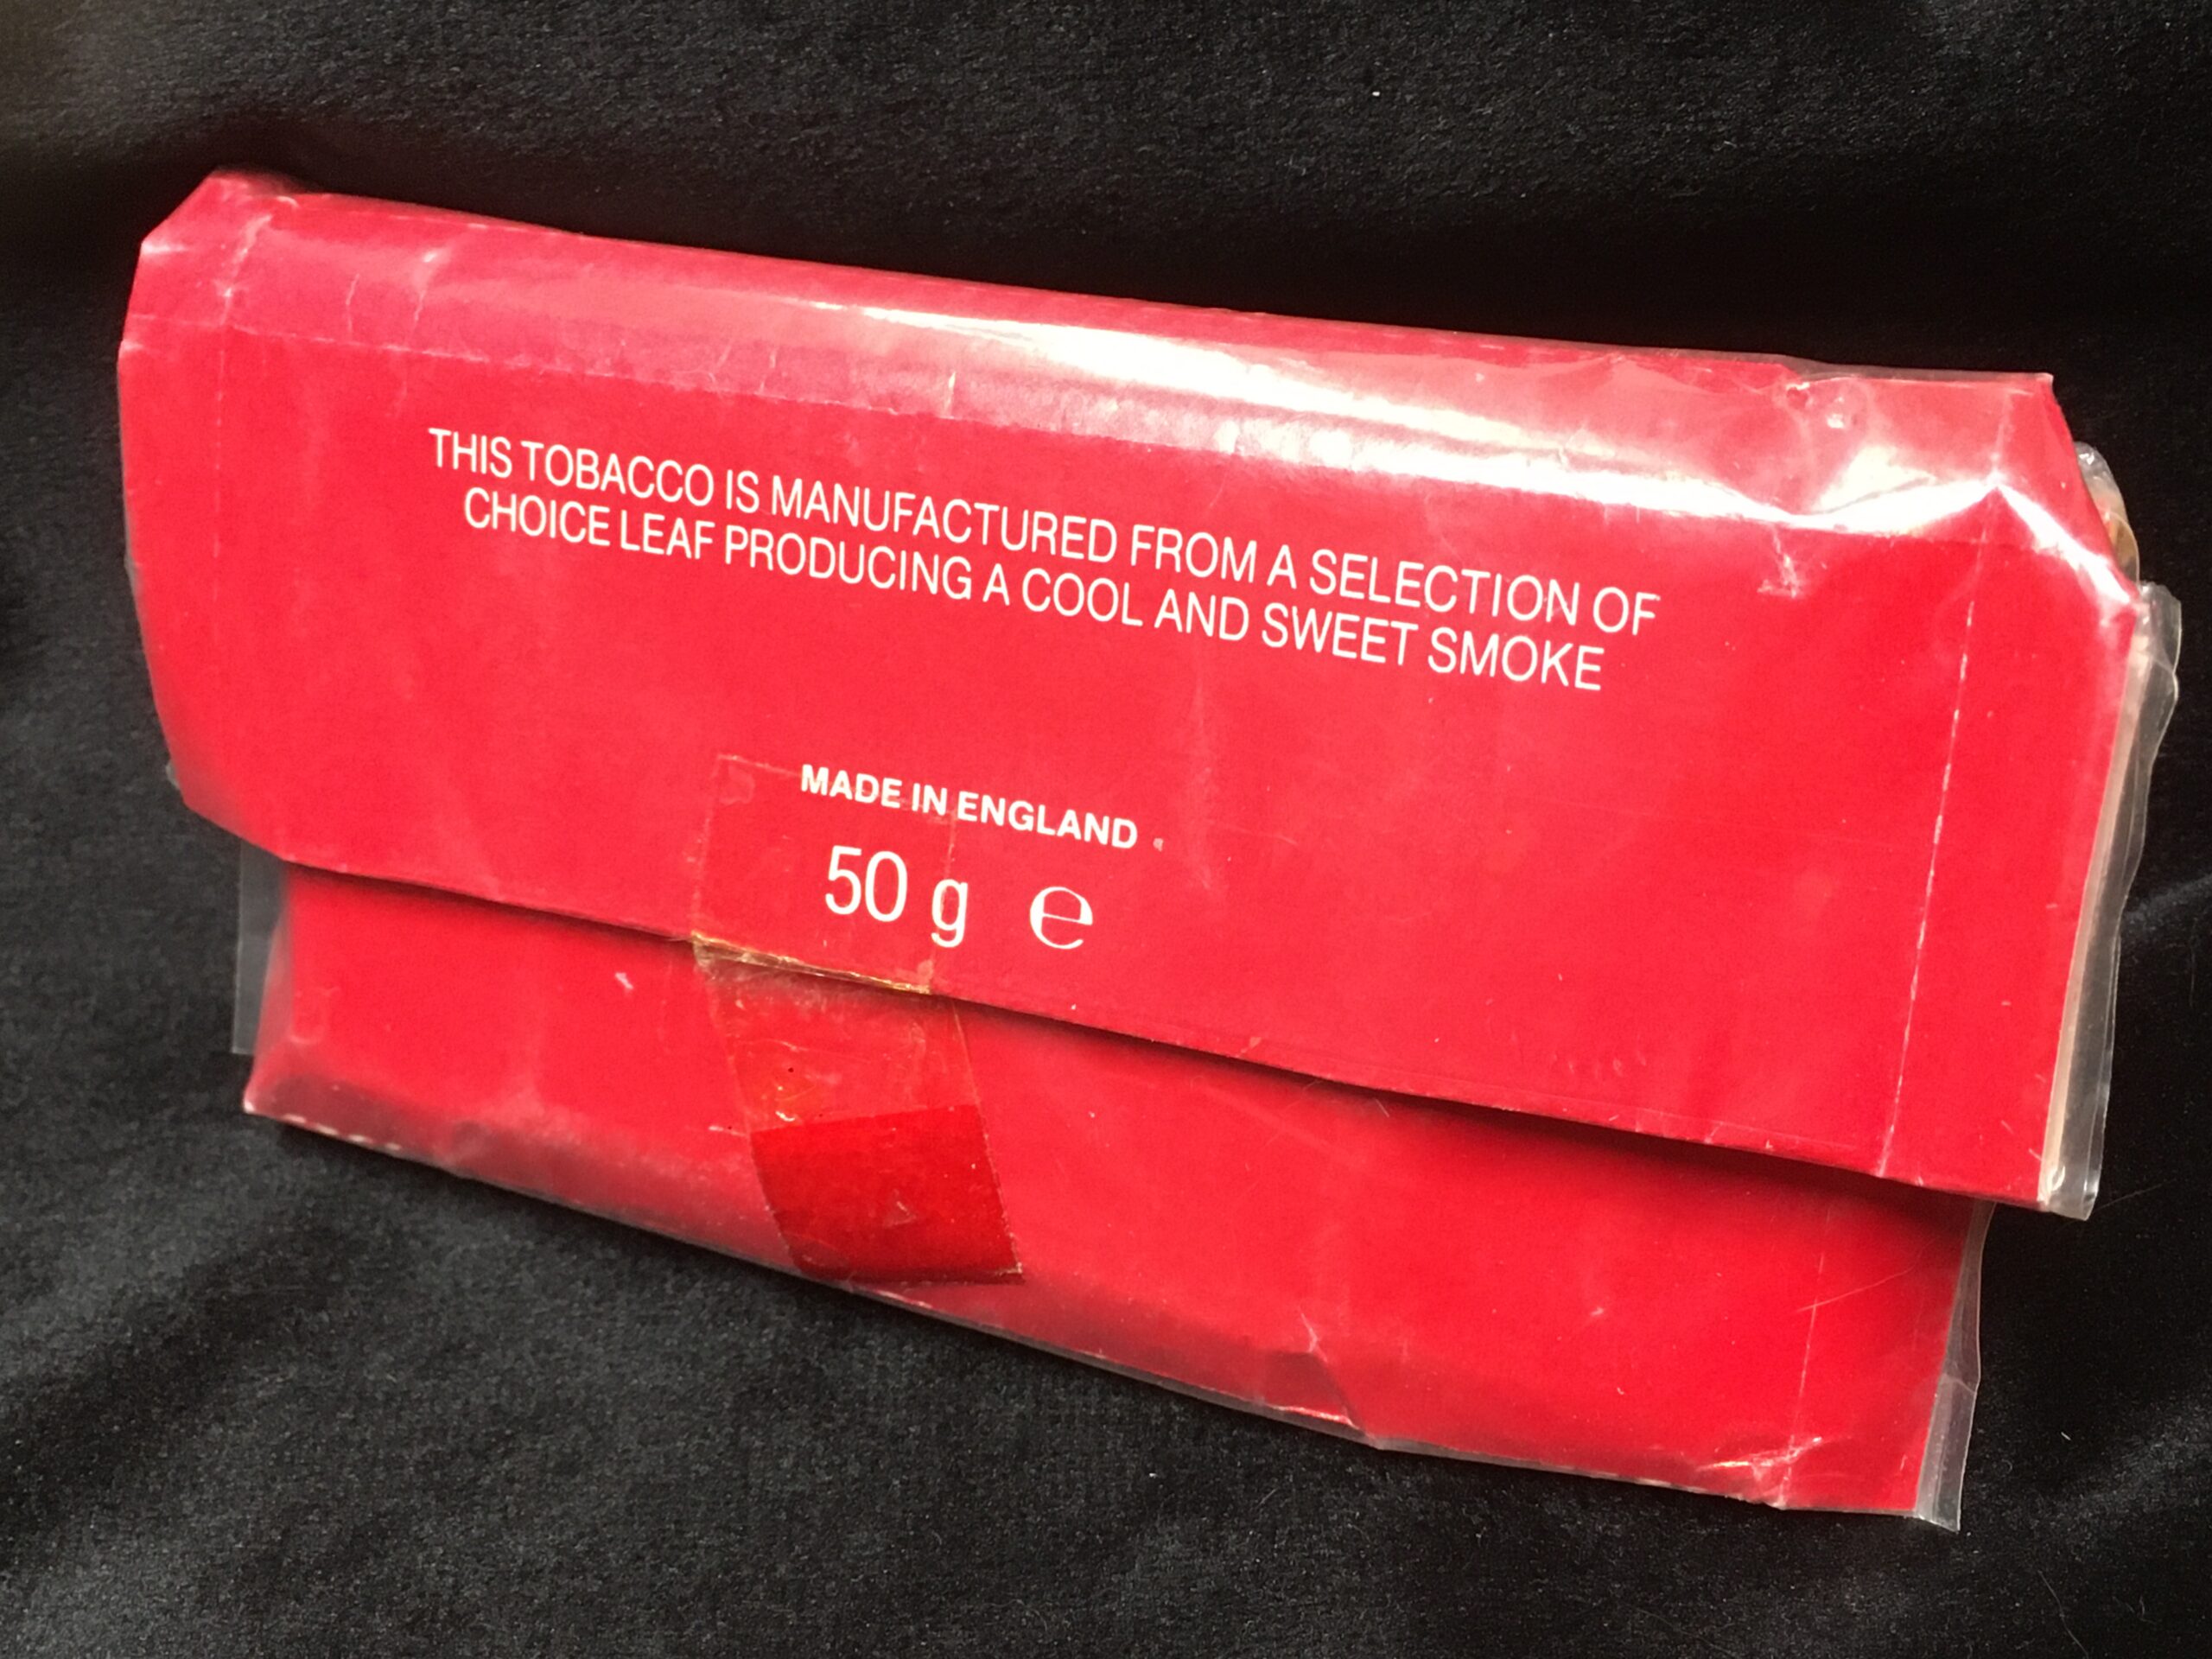 THIS TOBACCO IS MANUFACTURED FROM A SELECTION OF
CHOICE LEAF PRODUCING A COOL AND SWEET SMOKE
MADE IN ENGLAND
50 g ℮